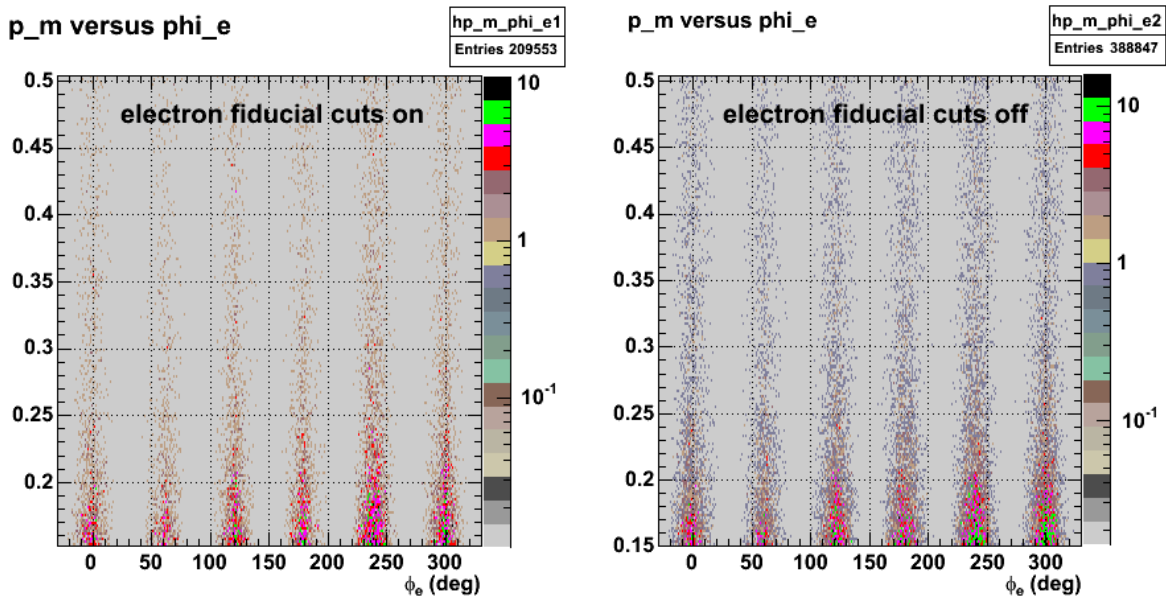 p_m versus phi_e
hp_m_phi_e1
Entries 209553
electron fiducial cuts on
0.5
0.45
0.4
0.35
0.3
0.25
0.2
0 50 100 150 200 250 300
ϕe (deg)
10
1
10-1
p_m versus phi_e
hp_m_phi_e2
Entries 388847
electron fiducial cuts off
0.5
0.45
0.4
0.35
0.3
0.25
0.2
0.15
0 50 100 150 200 250 300
ϕe (deg)
10
1
10-1